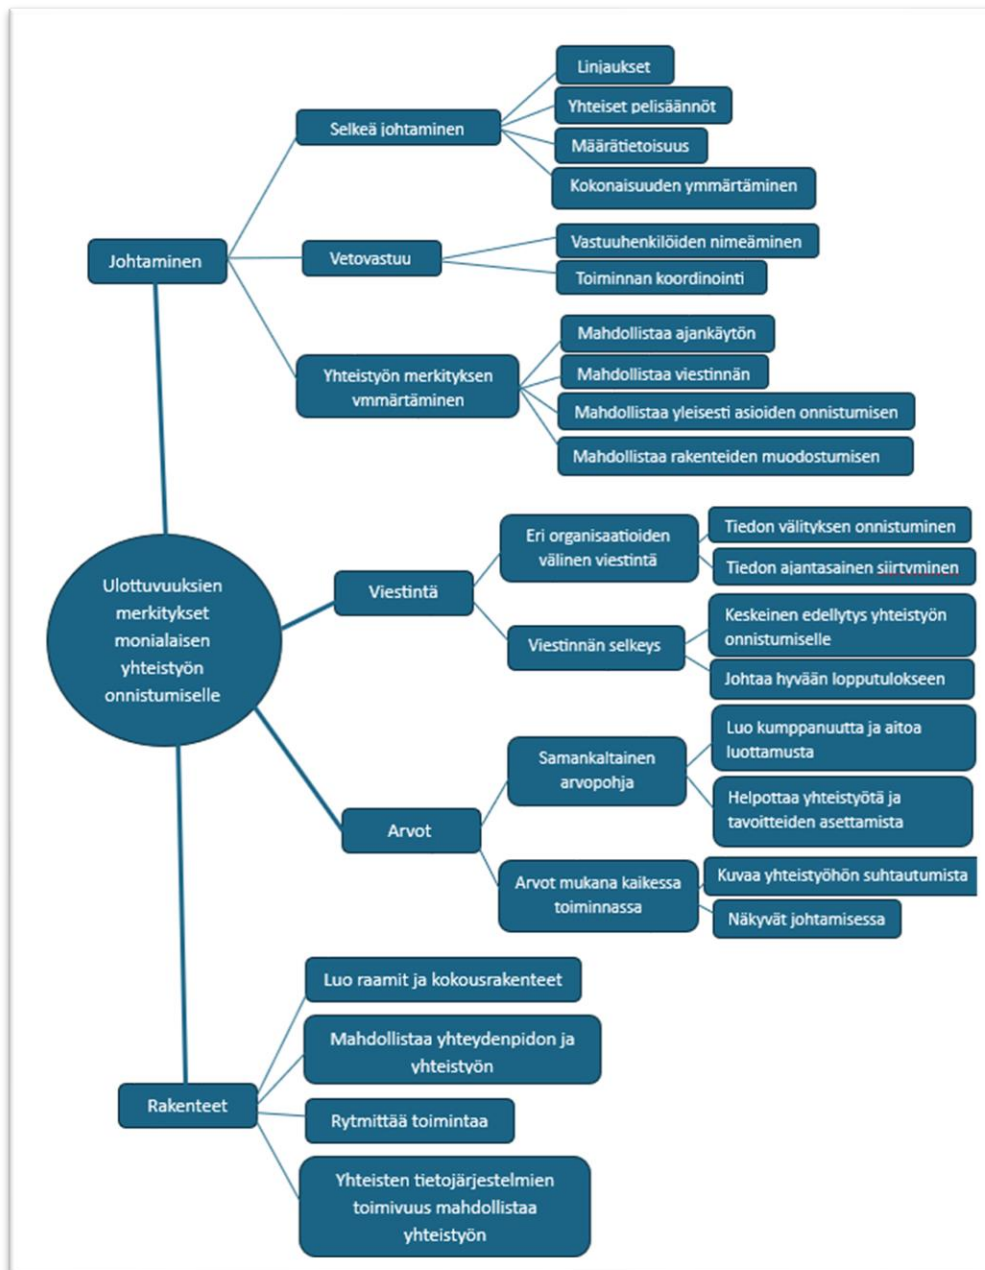 Linjaukset
Selkeä johtaminen
Yhteiset pelisäännöt
Määrätietoisuus
Kokonaisuuden ymmärtäminen
Johtaminen
Vetovastuu
Vastuuhenkilöiden nimeäminen
Toiminnan koordinointi
Yhteistyön merkityksen
ymmärtäminen
Mahdollistaa ajankäytön
Mahdollistaa viestinnän
Mahdollistaa yleisesti asioiden onnistumisen
Mahdollistaa rakenteiden muodostumisen
Ulottuvuuksien
merkitykset
monialaisen
yhteistyön
onnistumiselle
Viestintä
Eri organisaatioiden
välinen viestintä
Tiedon välityksen onnistuminen
Tiedon ajantasainen siirtyminen
Viestinnän selkeys
Keskeinen edellytys yhteistyön
onnistumiselle
Johtaa hyvään lopputulokseen
Arvot
Samankaltainen
arvopohja
Luo kumppanuutta ja aitoa
luottamusta
Helpottaa yhteistyötä ja
tavoitteiden asettamista
Arvot mukana kaikessa
toiminnassa
Kuvaa yhteistyöhön suhtautumista
Näkyvät johtamisessa
Rakenteet
Luo raamit ja kokousrakenteet
Mahdollistaa yhteydenpidon ja
yhteistyön
Rytmittää toimintaa
Yhteisten tietojärjestelmien
toimivuus mahdollistaa
yhteistyön